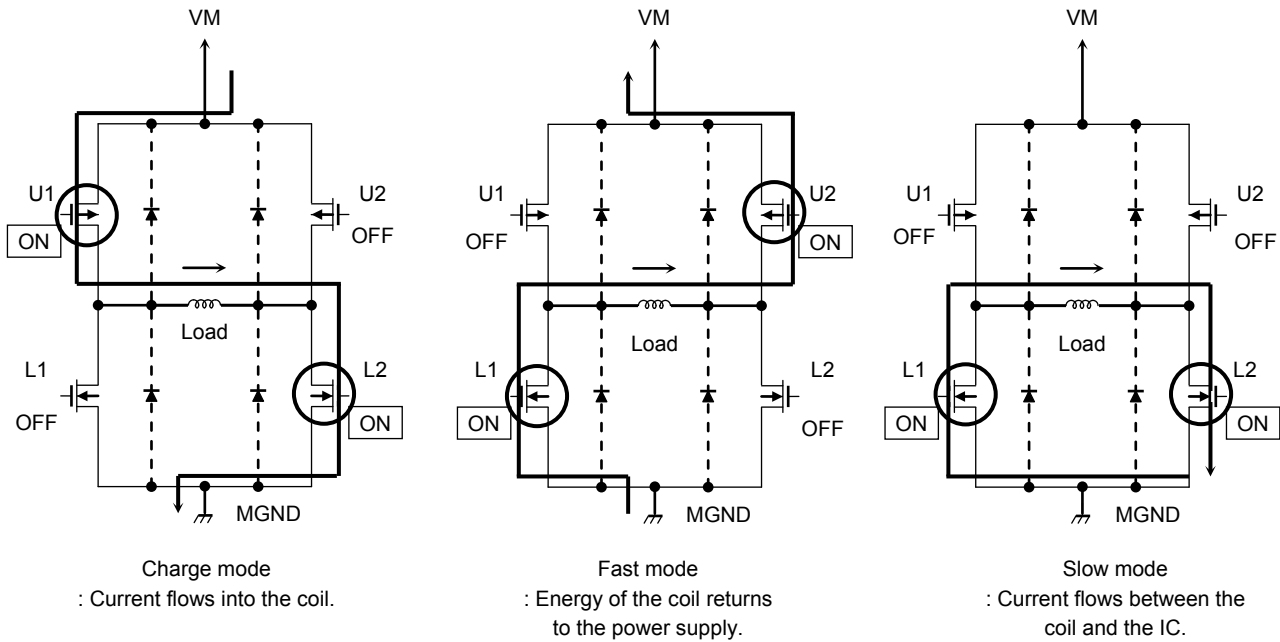 VM
U1
U2
ON
OFF
Load
L1
L2
OFF
ON
MGND
Charge mode
: Current flows into the coil.
VM
U1
U2
OFF
ON
Load
L1
L2
ON
OFF
MGND
Fast mode
: Energy of the coil returns
to the power supply.
VM
U1
U2
OFF
OFF
Load
L1
L2
ON
ON
MGND
Slow mode
: Current flows between the
coil and the IC.